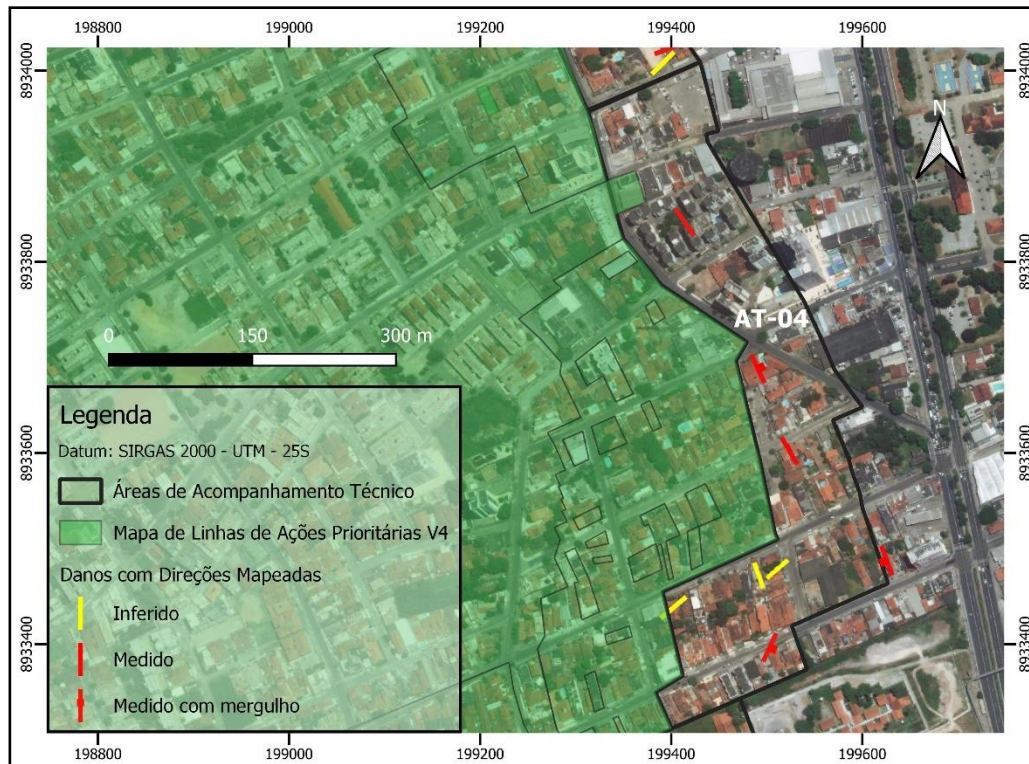 198800 199000 199200 199400 199600
8934000 8934000
N
8933800 8933800
AT-04
0 150 300 m
Legenda
Datum: SIRGAS 2000 - UTM - 25S
8933600 8933600
Áreas de Acompanhamento Técnico
Mapa de Linhas de Ações Prioritárias V4
Danos com Direções Mapeadas
Inferido
8933400 8933400
Medido
Medido com mergulho
198800 199000 199200 199400 199600